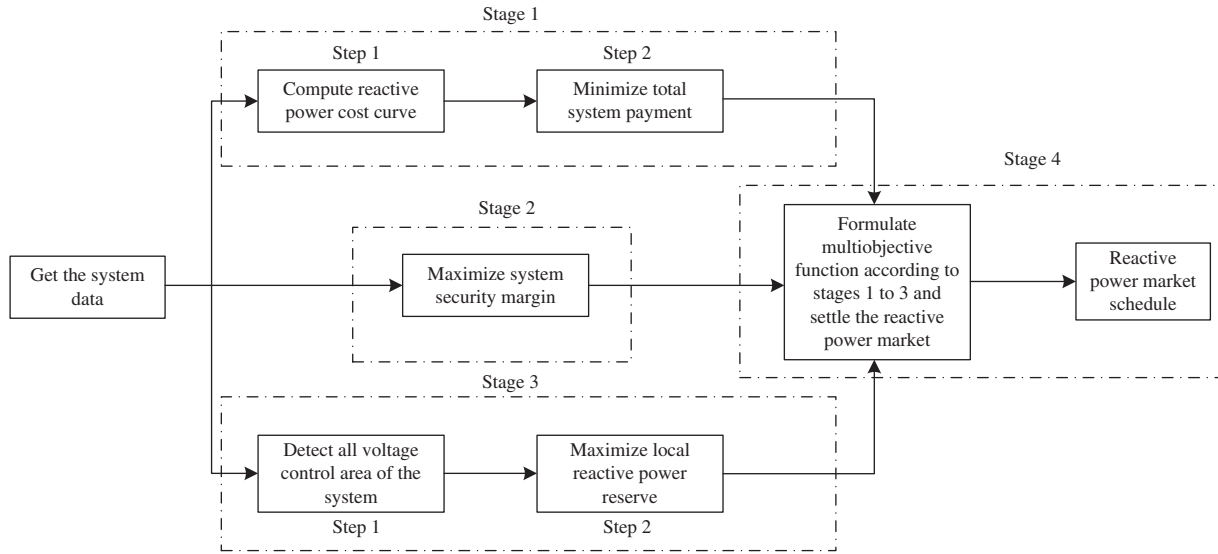 Stage 1
Step 1
Step 2
Compute reactive
power cost curve
Minimize total
system payment
Stage 4
Stage 2
Get the system
data
Maximize system
security margin
Formulate
multiobjective
function according to
stages 1 to 3 and
settle the reactive
power market
Reactive
power market
schedule
Stage 3
Detect all voltage
control area of the
system
Maximize local
reactive power
reserve
Step 1
Step 2